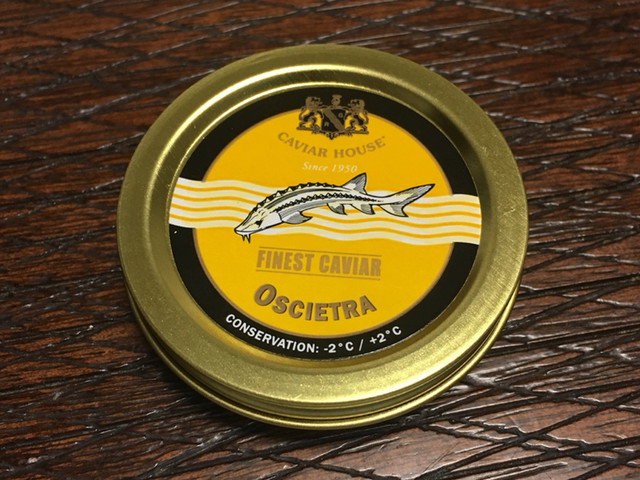 CAVIAR HOUSE
Since 1950
FINEST CAVIAR
OSCIETRA
CONSERVATION: -2°C / +2°C